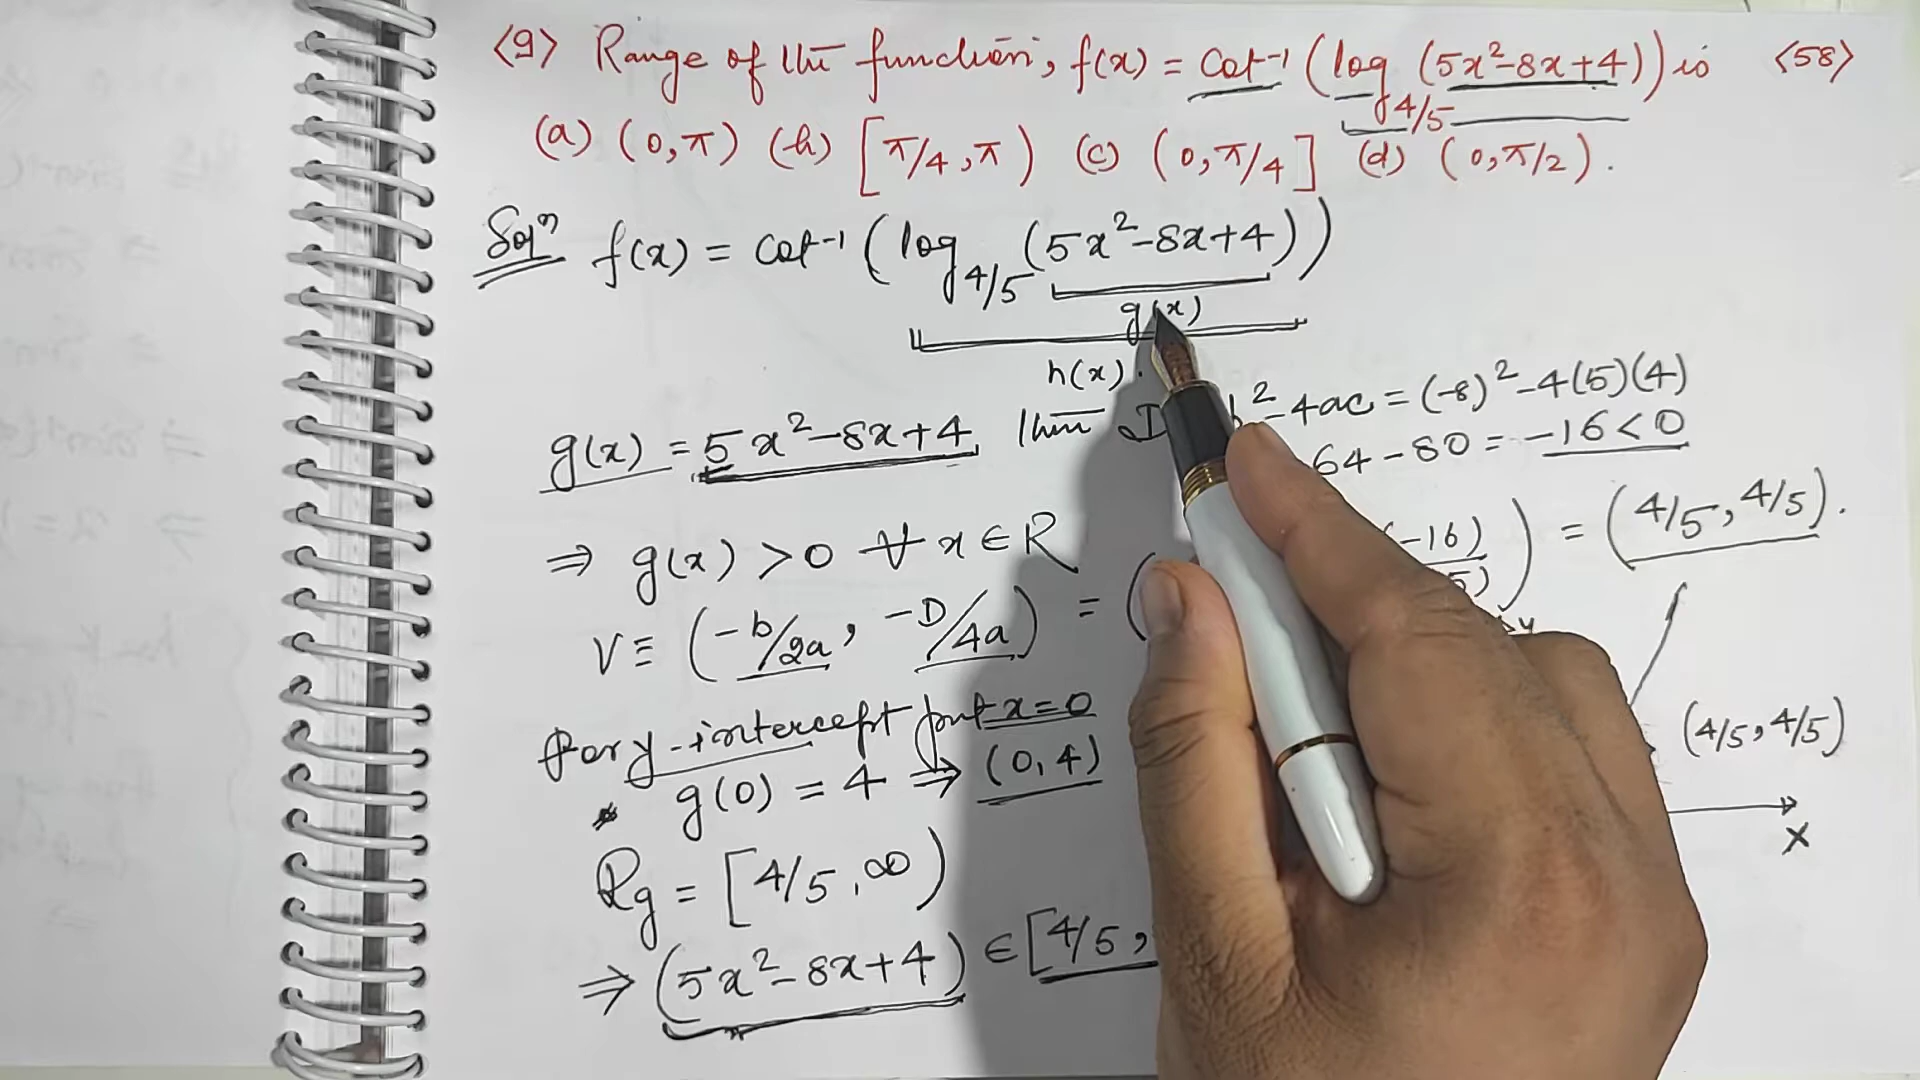 <9> Range of the function, f(x) = Cot⁻¹ (log₄/₅ (5x²-8x+4)) is <58>
(a) (0,π) (b) [π/4,π) (c) (0,π/4] (d) (0,π/2).
Solⁿ f(x) = Cot⁻¹ (log₄/₅ (5x²-8x+4))
g(x)
h(x).
g(x) = 5x²-8x+4, then D b²-4ac = (-8)²-4(5)(4)
64-80 = -16<0
⇒ g(x) > 0 ∀ x∈R
V ≡ (-b/2a, -D/4a) = ( (-16) 5) ) = (4/5, 4/5).
y
For y-intercept put x=0
(4/5, 4/5)
g(0) = 4 ⇒ (0,4)
X
Rg = [4/5, ∞)
⇒ (5x²-8x+4) ∈ [4/5,